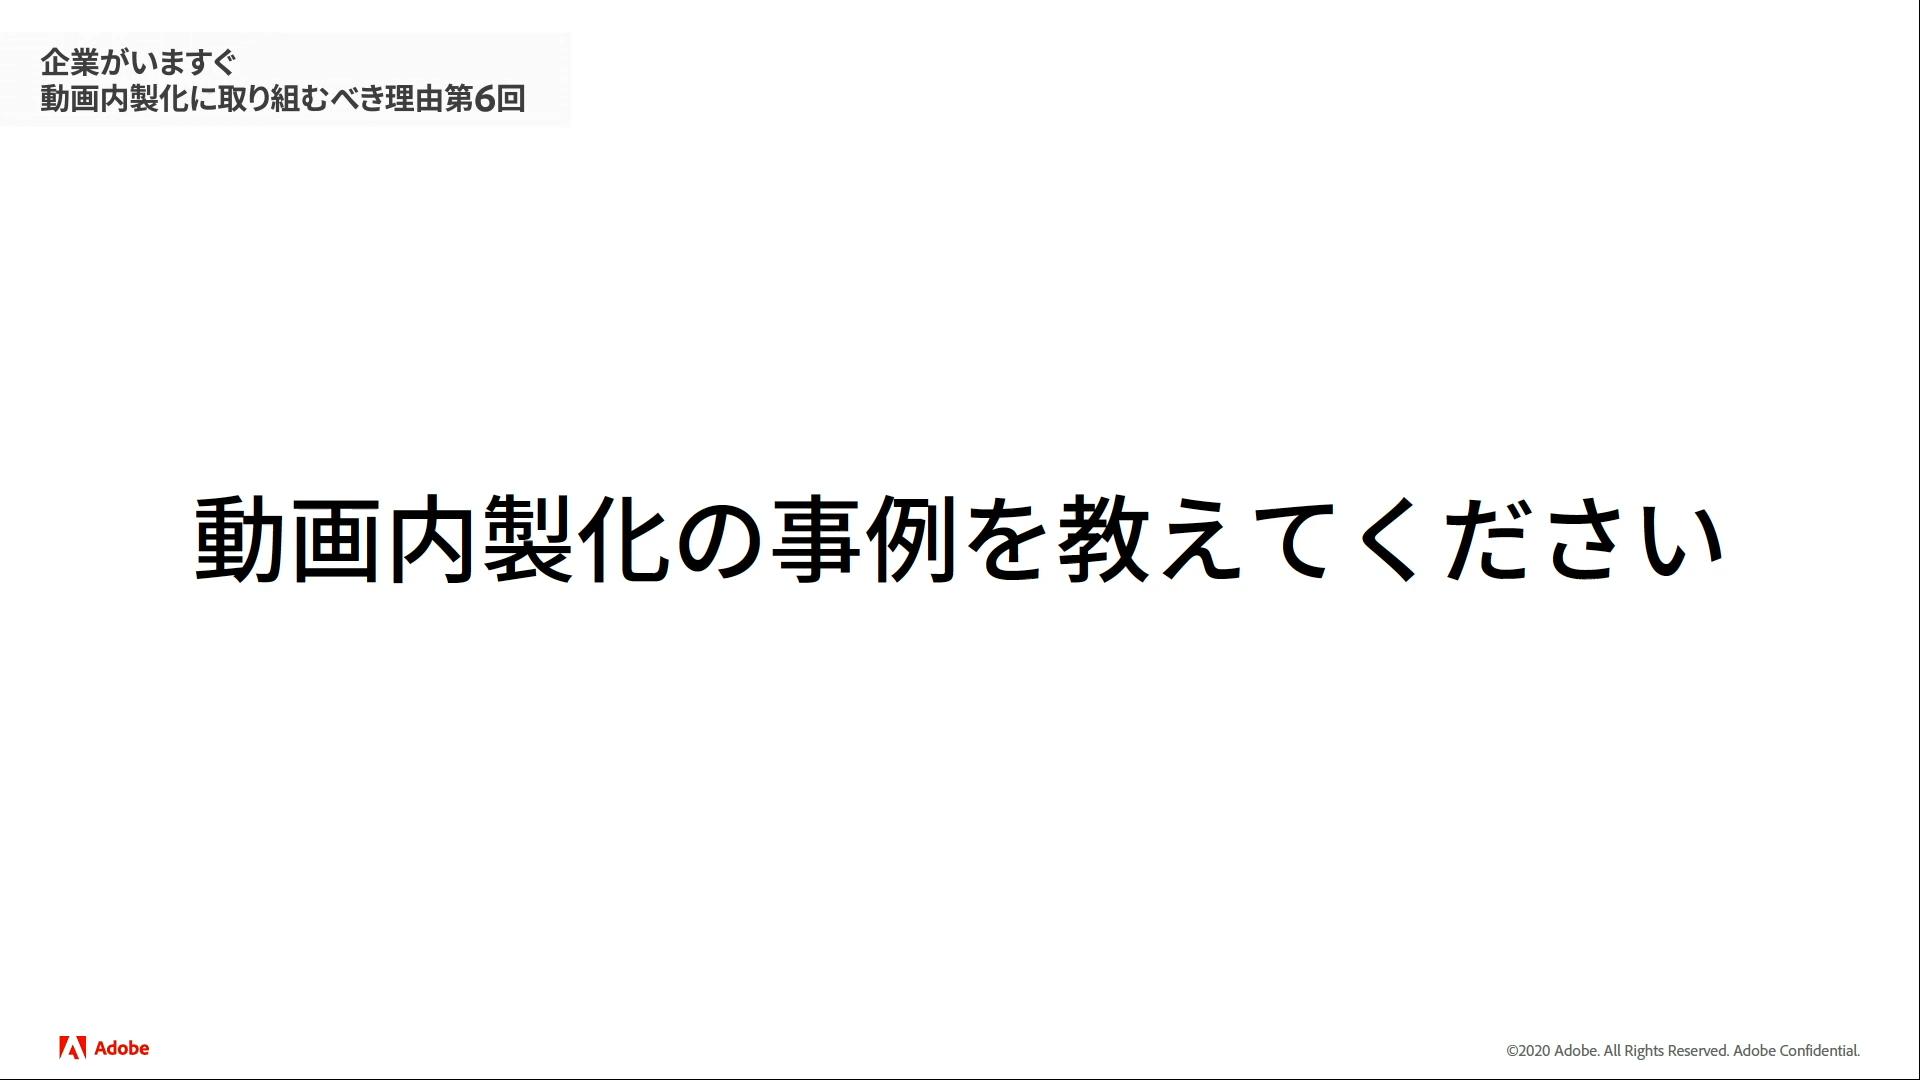 企業がいますぐ
動画内製化に取り組むべき理由第6回
動画内製化の事例を教えてください
Adobe
©2020 Adobe. All Rights Reserved. Adobe Confidential.